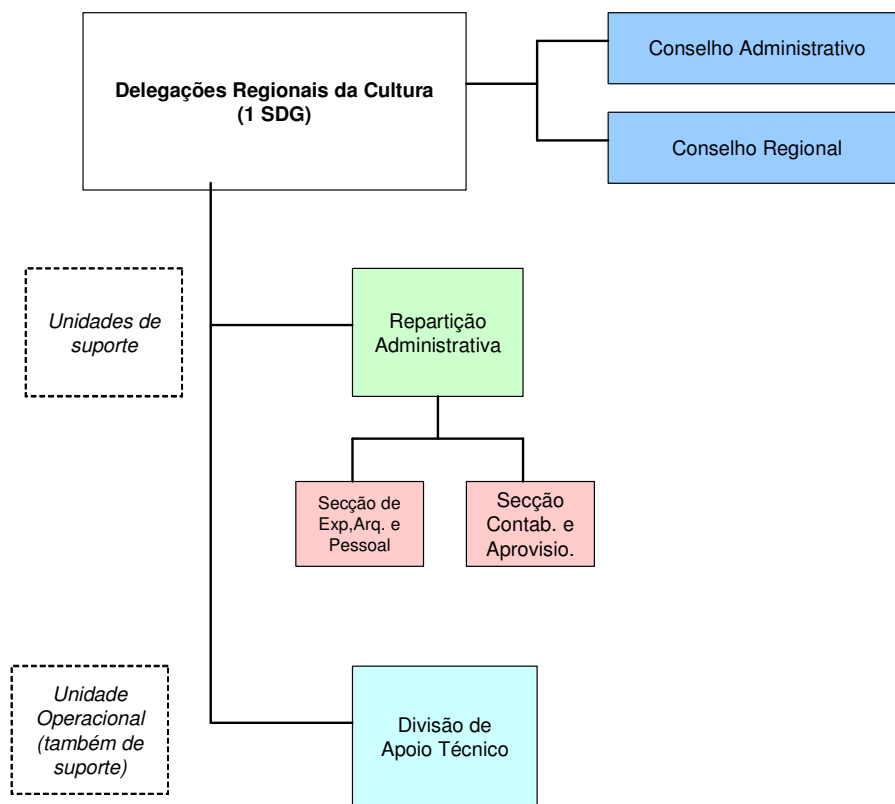 Delegações Regionais da Cultura
(1 SDG)
Conselho Administrativo
Conselho Regional
Unidades de
suporte
Repartição
Administrativa
Secção de
Exp,Arq. e
Pessoal
Secção
Contab. e
Aprovisio.
Unidade
Operacional
(também de
suporte)
Divisão de
Apoio Técnico